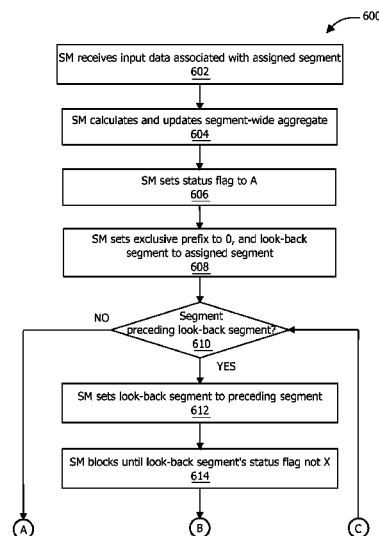 600
SM receives input data associated with assigned segment
602
SM calculates and updates segment-wide aggregate
604
SM sets status flag to A
606
SM sets exclusive prefix to 0, and look-back
segment to assigned segment
608
NO
Segment
preceding look-back segment?
610
YES
SM sets look-back segment to preceding segment
612
SM blocks until look-back segment's status flag not X
614
A
B
C